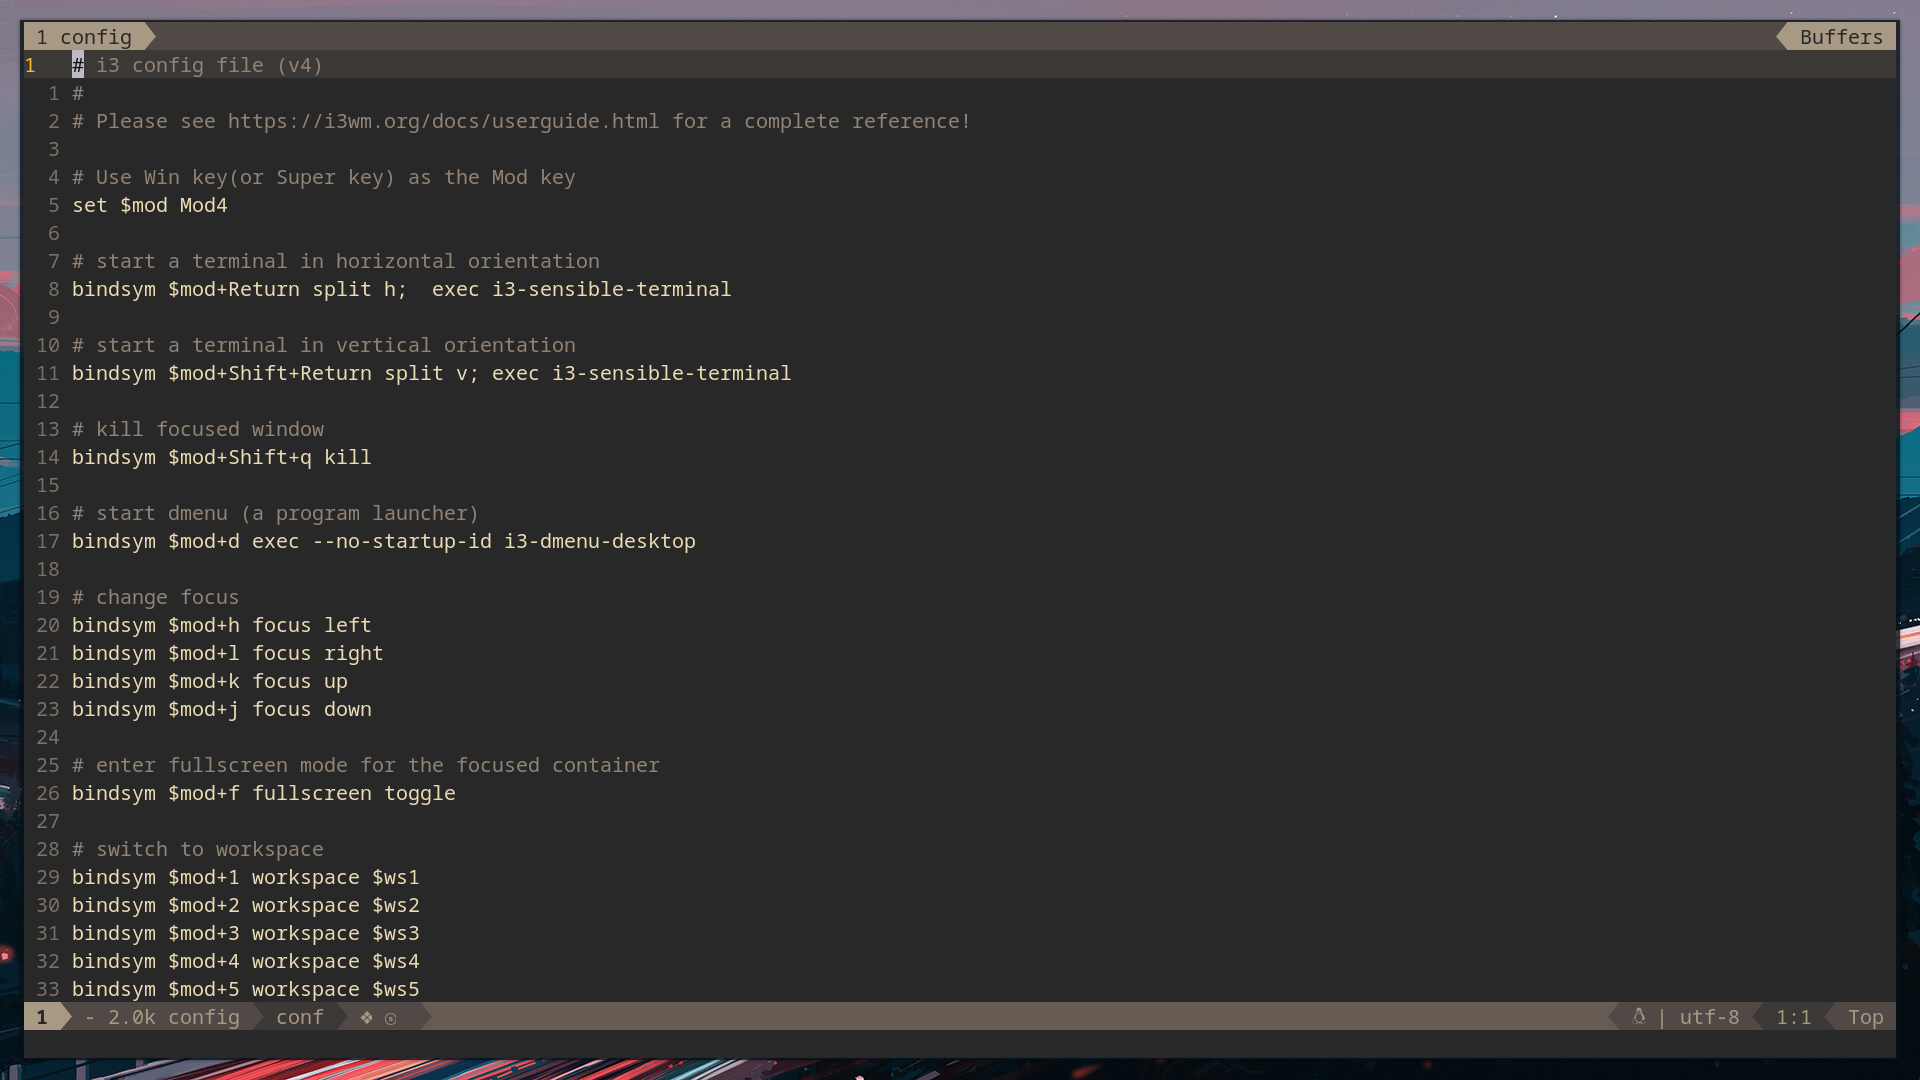 1 config Buffers
1 # i3 config file (v4)
1 #
2 # Please see https://i3wm.org/docs/userguide.html for a complete reference!
3
4 # Use Win key(or Super key) as the Mod key
5 set $mod Mod4
6
7 # start a terminal in horizontal orientation
8 bindsym $mod+Return split h;  exec i3-sensible-terminal
9
10 # start a terminal in vertical orientation
11 bindsym $mod+Shift+Return split v; exec i3-sensible-terminal
12
13 # kill focused window
14 bindsym $mod+Shift+q kill
15
16 # start dmenu (a program launcher)
17 bindsym $mod+d exec --no-startup-id i3-dmenu-desktop
18
19 # change focus
20 bindsym $mod+h focus left
21 bindsym $mod+l focus right
22 bindsym $mod+k focus up
23 bindsym $mod+j focus down
24
25 # enter fullscreen mode for the focused container
26 bindsym $mod+f fullscreen toggle
27
28 # switch to workspace
29 bindsym $mod+1 workspace $ws1
30 bindsym $mod+2 workspace $ws2
31 bindsym $mod+3 workspace $ws3
32 bindsym $mod+4 workspace $ws4
33 bindsym $mod+5 workspace $ws5
1 - 2.0k config conf ❖ ⓢ | utf-8 1:1 Top